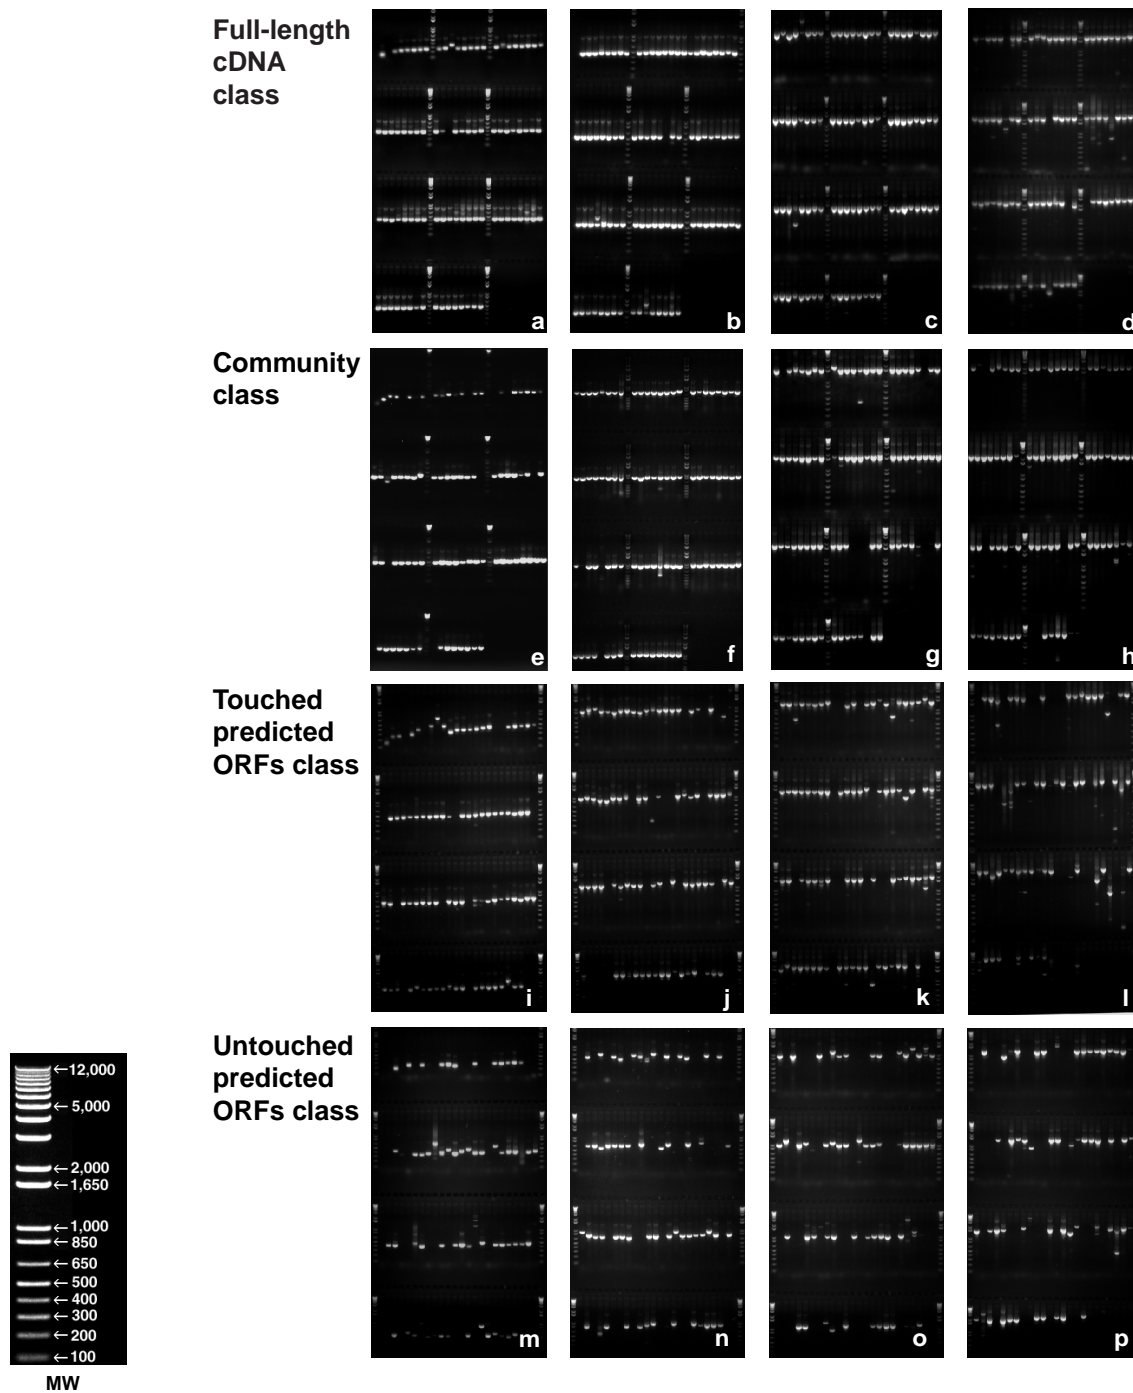 Full-length
cDNA
class
a
b
c
d
Community
class
e
f
g
h
Touched
predicted
ORFs class
i
j
k
l
Untouched
predicted
ORFs class
m
n
o
p
←12,000
←5,000
←2,000
←1,650
←1,000
←850
←650
←500
←400
←300
←200
←100
MW